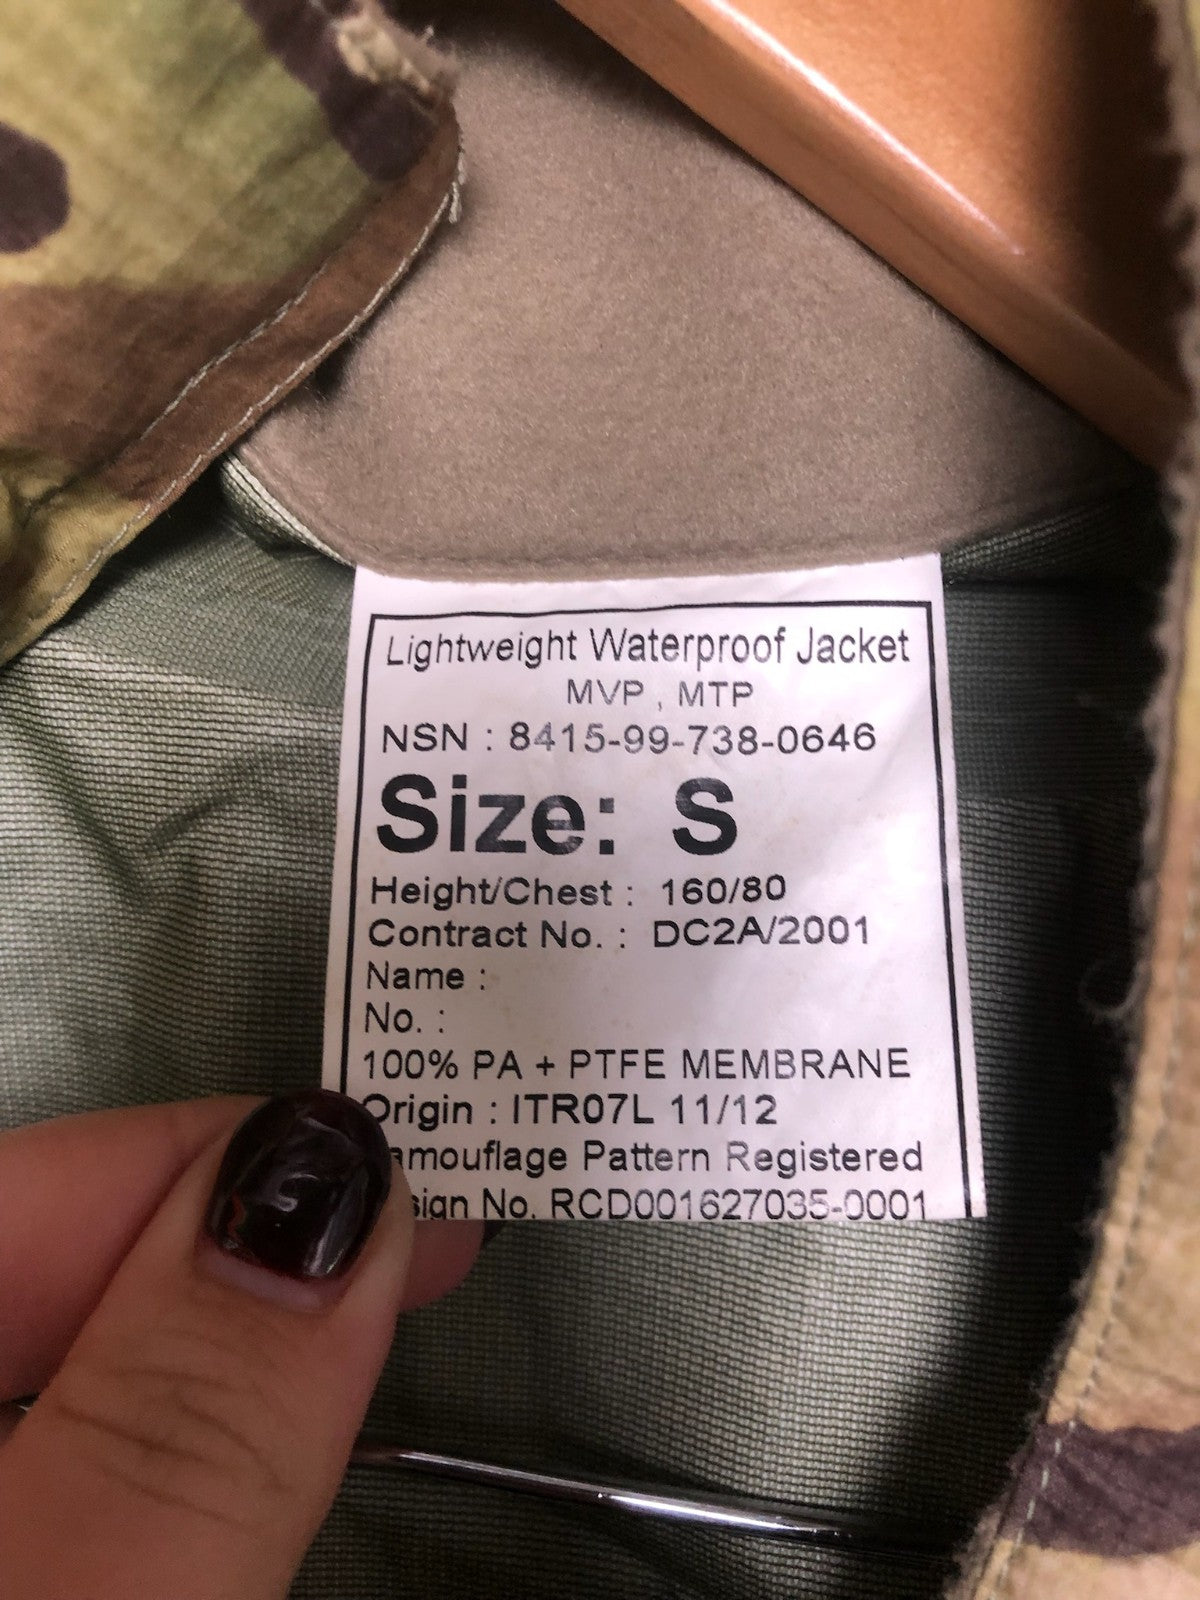 Lightweight Waterproof Jacket
MVP , MTP
NSN : 8415-99-738-0646
Size: S
Height/Chest : 160/80
Contract No. : DC2A/2001
Name :
No. :
100% PA + PTFE MEMBRANE
Origin : ITR07L 11/12
amouflage Pattern Registered
sign No. RCD001627035-0001